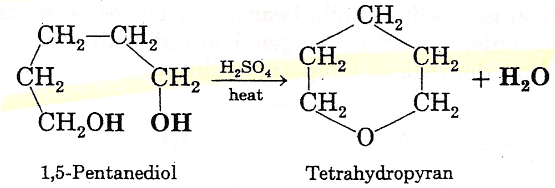 CH₂
CH₂—CH₂
CH₂ CH₂
CH₂ CH₂ H₂SO₄ + H₂O
heat
CH₂ CH₂
CH₂OH OH
O
1,5-Pentanediol Tetrahydropyran